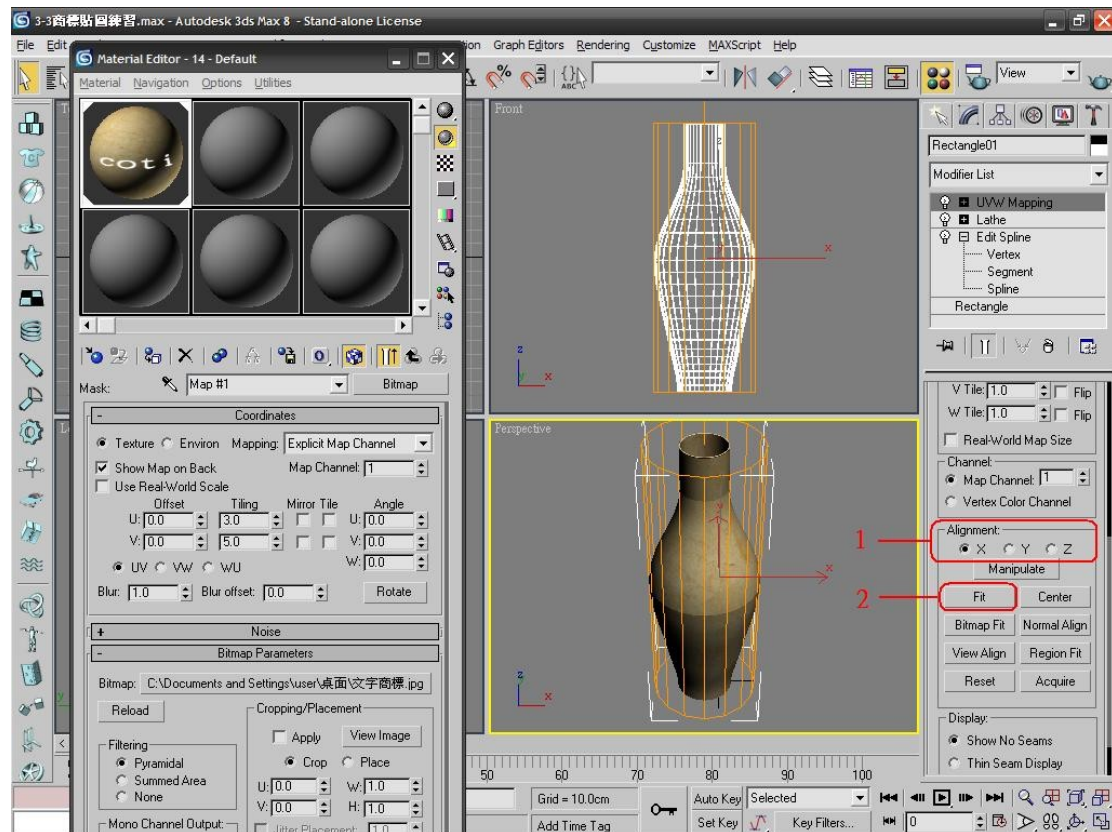 3-3商標貼圖練習.max - Autodesk 3ds Max 8 - Stand-alone License
File Edit Graph Editors Rendering Customize MAXScript Help
Material Editor - 14 - Default
Material Navigation Options Utilities
ABC
View
coti
Mask: Map #1 Bitmap
- Coordinates
Texture Environ Mapping: Explicit Map Channel
Show Map on Back Map Channel: 1
Use Real-World Scale
Offset Tiling Mirror Tile Angle
U: 0.0 3.0 U: 0.0
V: 0.0 5.0 V: 0.0
W: 0.0
UV VW WU
Blur: 1.0 Blur offset: 0.0 Rotate
+ Noise
- Bitmap Parameters
Bitmap: C:\Documents and Settings\user\桌面\文字商標.jpg
Reload
Cropping/Placement
Apply View Image
Crop Place
U: 0.0 W: 1.0
V: 0.0 H: 1.0
Jitter Placement: 1.0
Filtering
Pyramidal
Summed Area
None
Mono Channel Output:
Front
z
x
y
x
z
Perspective
y
x
z
x
50 60 70 80 90 100
Grid = 10.0cm
Add Time Tag
Auto Key Selected
Set Key Key Filters...
0
Rectangle01
Modifier List
UVW Mapping
Lathe
Edit Spline
Vertex
Segment
Spline
Rectangle
V Tile: 1.0 Flip
W Tile: 1.0 Flip
Real-World Map Size
Channel:
Map Channel: 1
Vertex Color Channel
1
Alignment:
X Y Z
Manipulate
2
Fit Center
Bitmap Fit Normal Align
View Align Region Fit
Reset Acquire
Display:
Show No Seams
Thin Seam Display